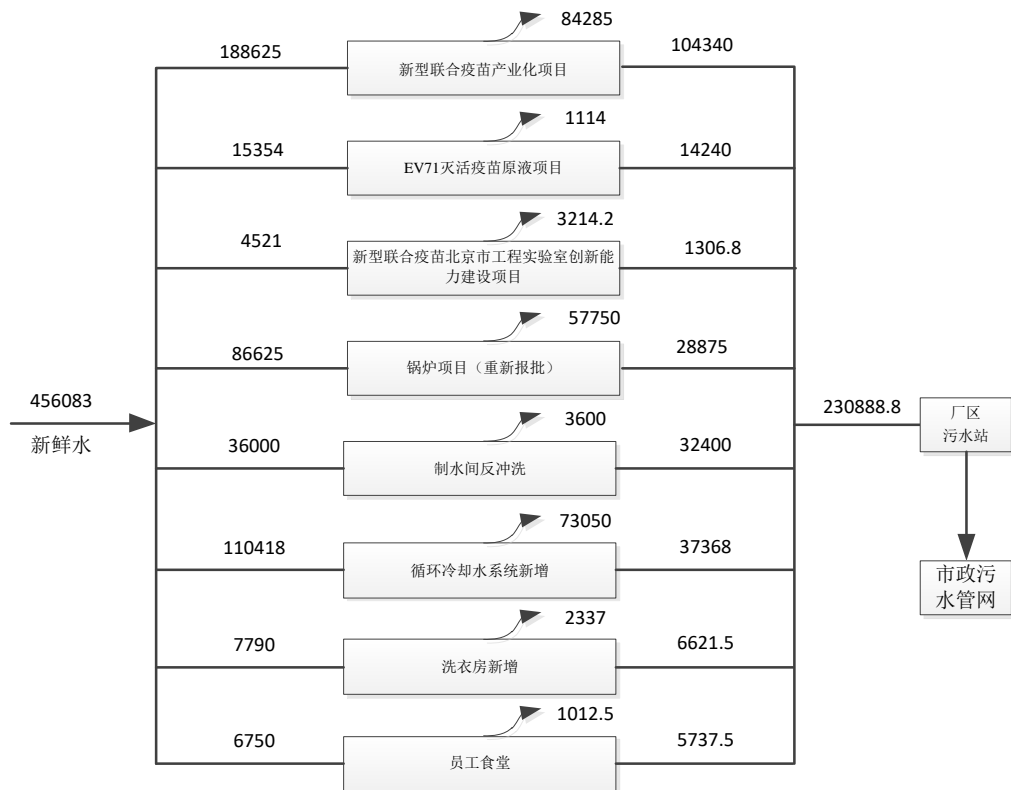 84285
188625
104340
新型联合疫苗产业化项目
1114
15354
14240
EV71灭活疫苗原液项目
3214.2
4521
1306.8
新型联合疫苗北京市工程实验室创新能
力建设项目
57750
86625
28875
锅炉项目（重新报批）
456083
新鲜水
230888.8
厂区
污水站
3600
36000
32400
制水间反冲洗
73050
110418
37368
循环冷却水系统新增
市政污
水管网
2337
7790
6621.5
洗衣房新增
1012.5
6750
5737.5
员工食堂